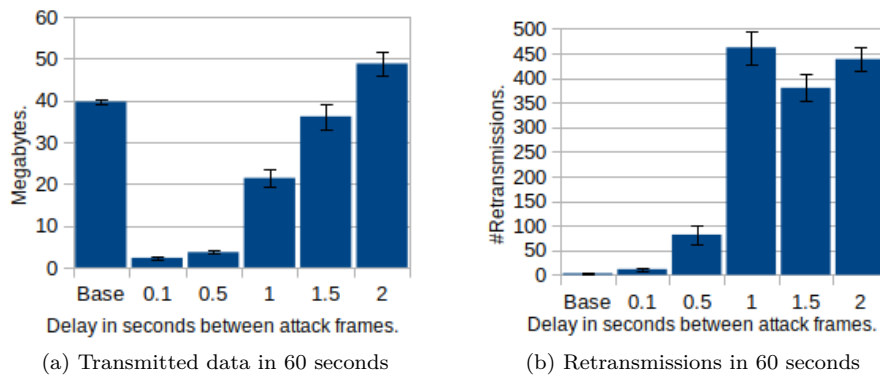 60
50
40
30
20
10
0
Megabytes.
Base 0.1 0.5 1 1.5 2
Delay in seconds between attack frames.
(a) Transmitted data in 60 seconds
500
450
400
350
300
250
200
150
100
50
0
#Retransmissions.
Base 0.1 0.5 1 1.5 2
Delay in seconds between attack frames.
(b) Retransmissions in 60 seconds